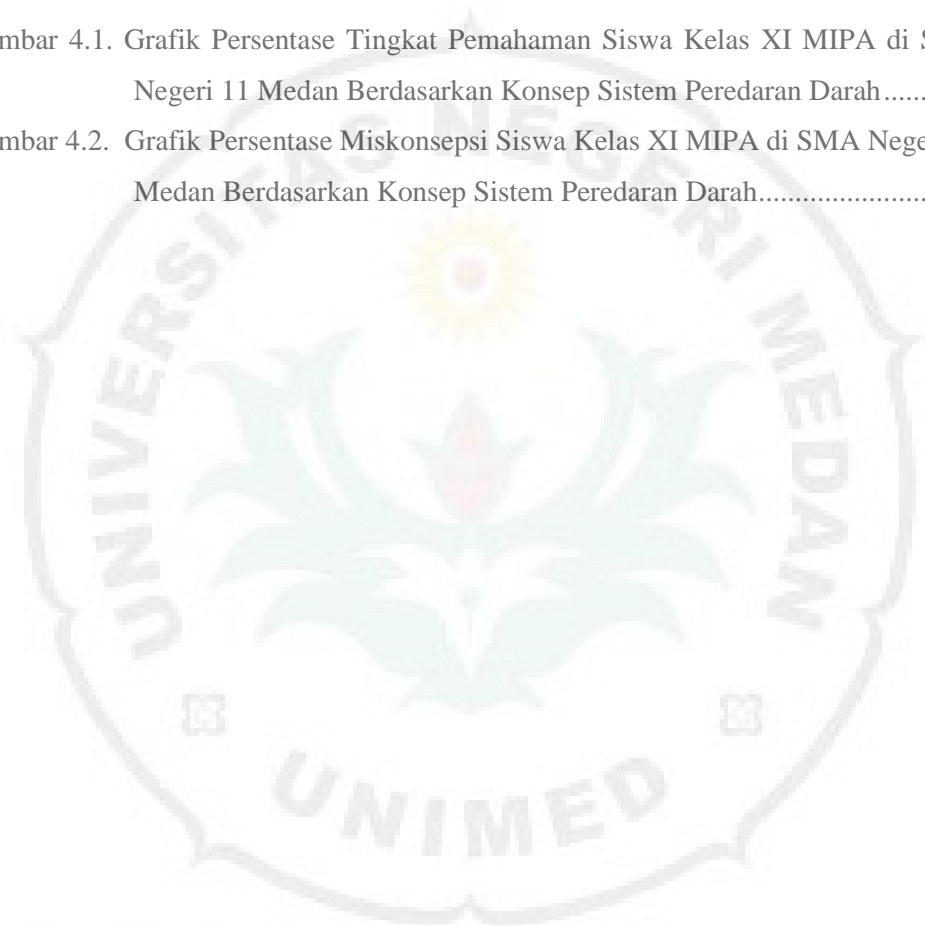 mbar 4.1. Grafik Persentase Tingkat Pemahaman Siswa Kelas XI MIPA di S
Negeri 11 Medan Berdasarkan Konsep Sistem Peredaran Darah.......
mbar 4.2. Grafik Persentase Miskonsepsi Siswa Kelas XI MIPA di SMA Nege
Medan Berdasarkan Konsep Sistem Peredaran Darah......................
UNIVERSITAS NEGERI MEDAN
UNIMED